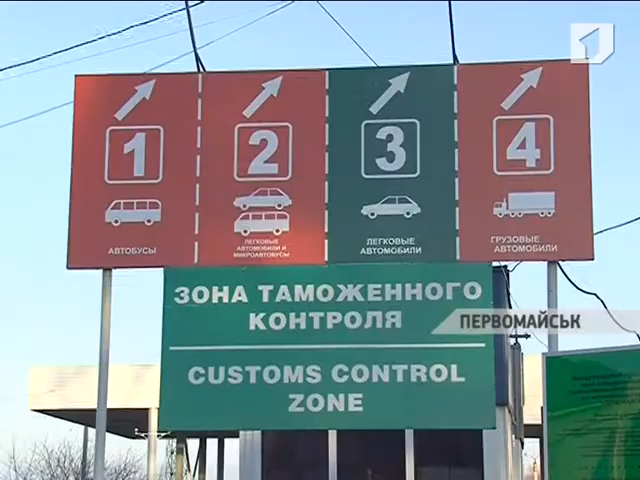 1
1
2
3
4
АВТОБУСЫ
ЛЕГКОВЫЕ
АВТОМОБИЛИ И
МИКРОАВТОБУСЫ
ЛЕГКОВЫЕ
АВТОМОБИЛИ
ГРУЗОВЫЕ
АВТОМОБИЛИ
ЗОНА ТАМОЖЕННОГО
КОНТРОЛЯ
ПЕРВОМАЙСЬК
CUSTOMS CONTROL
ZONE